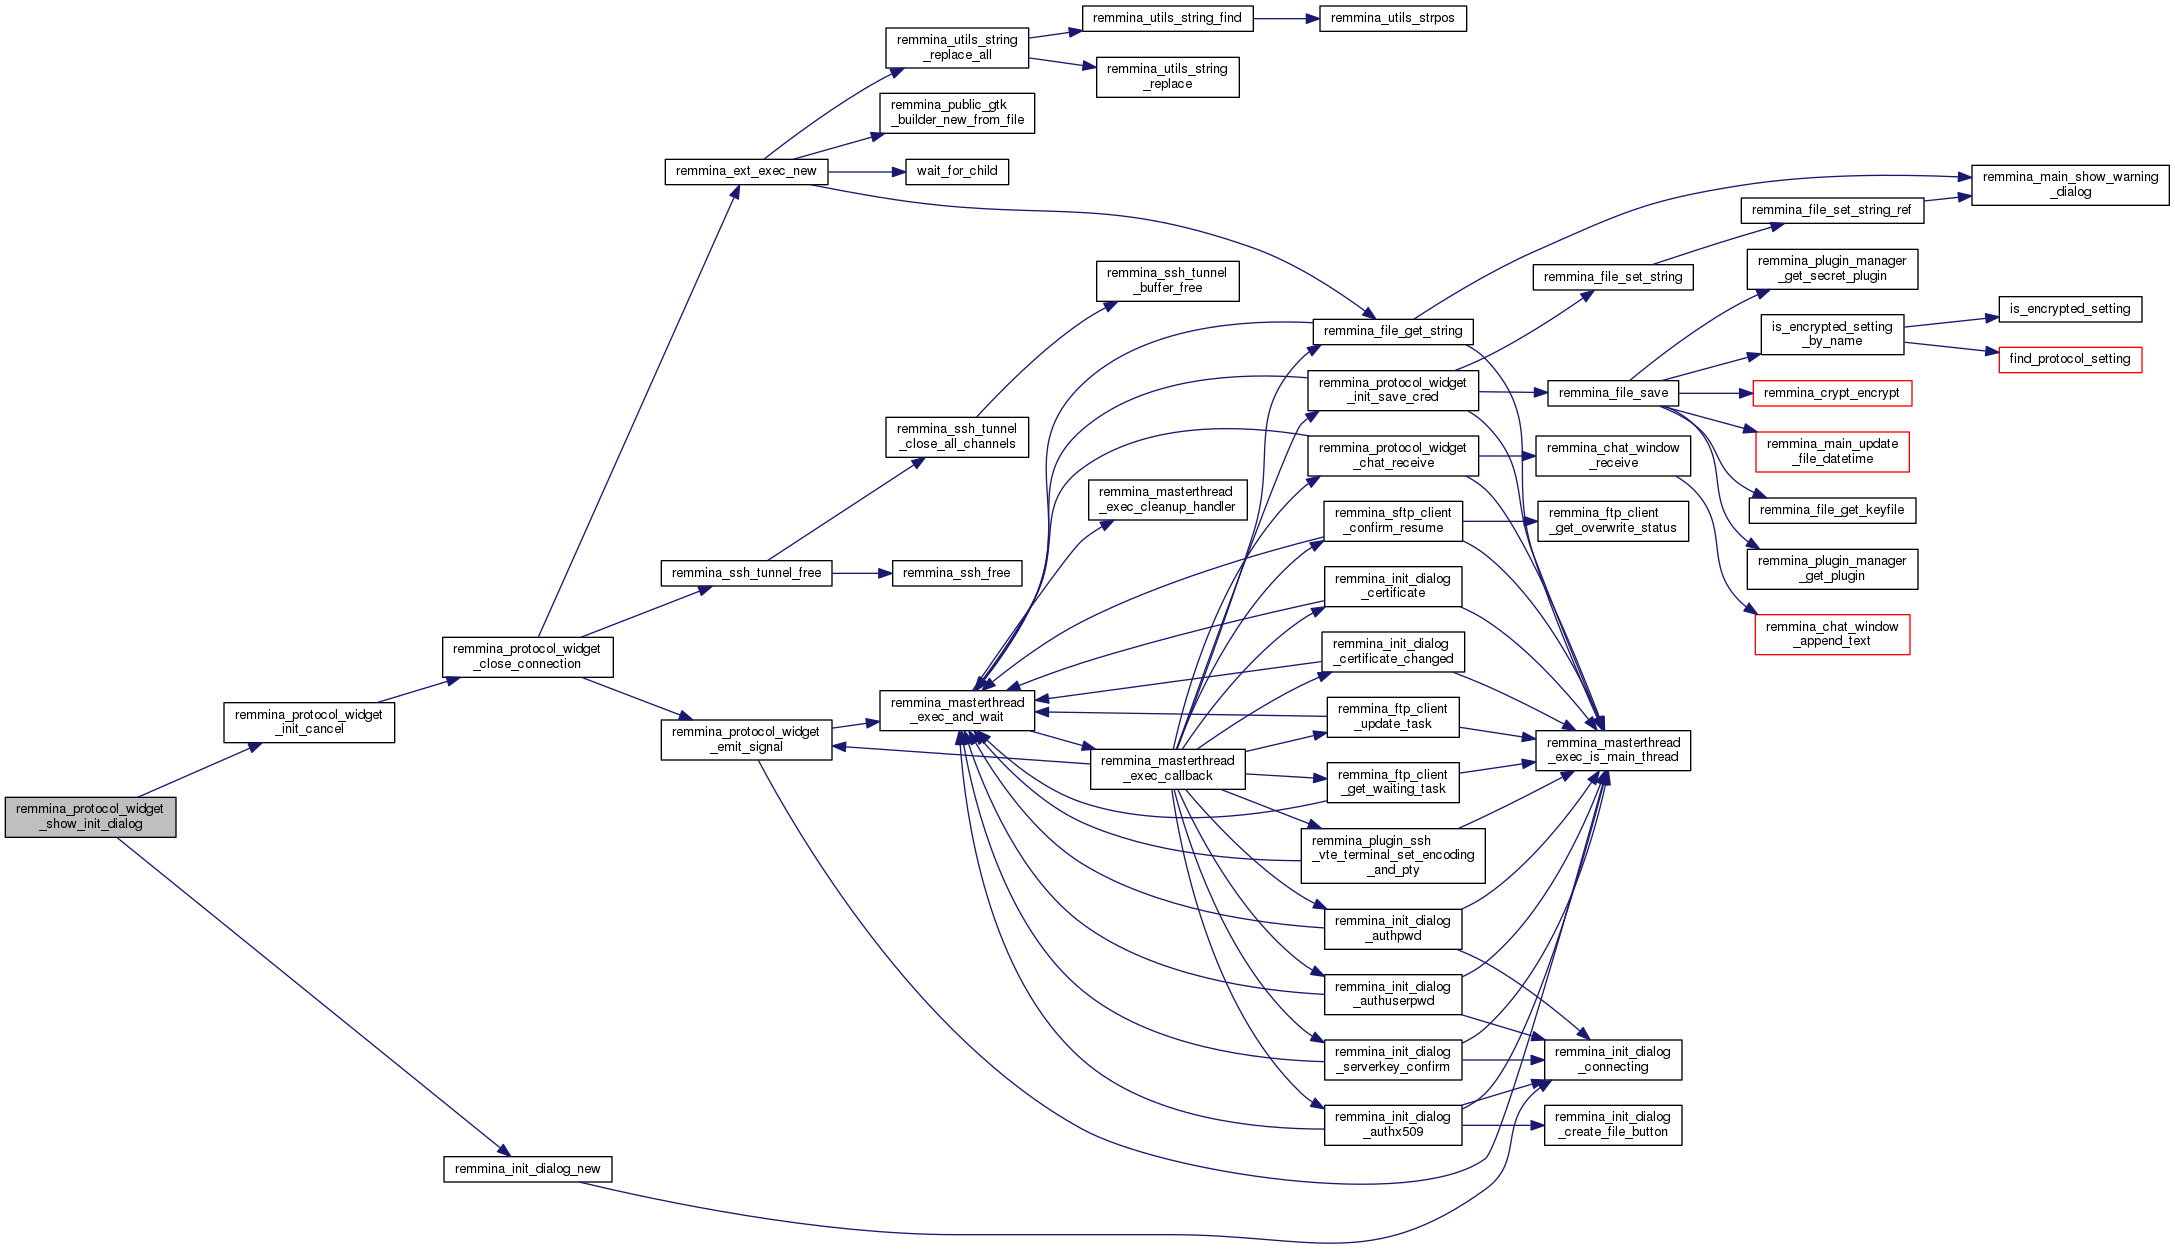 remmina_protocol_widget
_show_init_dialog
remmina_protocol_widget
_init_cancel
remmina_init_dialog_new
remmina_protocol_widget
_close_connection
remmina_ext_exec_new
remmina_ssh_tunnel_free
remmina_protocol_widget
_emit_signal
remmina_utils_string
_replace_all
remmina_public_gtk
_builder_new_from_file
wait_for_child
remmina_ssh_tunnel
_close_all_channels
remmina_ssh_free
remmina_masterthread
_exec_and_wait
remmina_utils_string_find
remmina_utils_string
_replace
remmina_ssh_tunnel
_buffer_free
remmina_masterthread
_exec_cleanup_handler
remmina_masterthread
_exec_callback
remmina_utils_strpos
remmina_file_get_string
remmina_protocol_widget
_init_save_cred
remmina_protocol_widget
_chat_receive
remmina_sftp_client
_confirm_resume
remmina_init_dialog
_certificate
remmina_init_dialog
_certificate_changed
remmina_ftp_client
_update_task
remmina_ftp_client
_get_waiting_task
remmina_plugin_ssh
_vte_terminal_set_encoding
_and_pty
remmina_init_dialog
_authpwd
remmina_init_dialog
_authuserpwd
remmina_init_dialog
_serverkey_confirm
remmina_init_dialog
_authx509
remmina_file_set_string
remmina_file_save
remmina_chat_window
_receive
remmina_ftp_client
_get_overwrite_status
remmina_masterthread
_exec_is_main_thread
remmina_init_dialog
_connecting
remmina_init_dialog
_create_file_button
remmina_file_set_string_ref
remmina_plugin_manager
_get_secret_plugin
is_encrypted_setting
_by_name
remmina_crypt_encrypt
remmina_main_update
_file_datetime
remmina_file_get_keyfile
remmina_plugin_manager
_get_plugin
remmina_chat_window
_append_text
remmina_main_show_warning
_dialog
is_encrypted_setting
find_protocol_setting